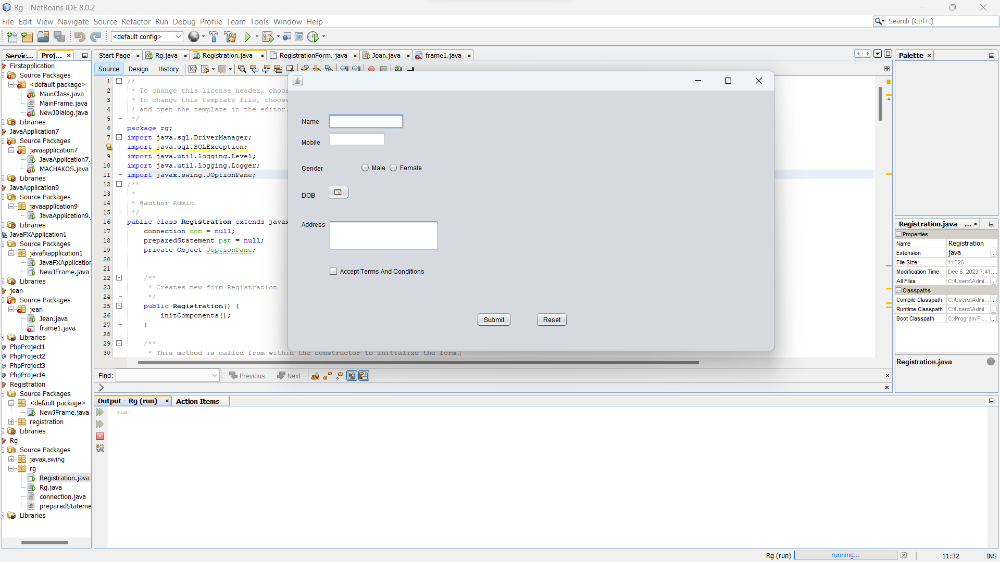 Rg - NetBeans IDE 8.0.2
File Edit View Navigate Source Refactor Run Debug Profile Team Tools Window Help
Search (Ctrl+I)
<default config>
Servic... Proj...
Start Page Rg.java Registration.java RegistrationForm. java Jean.java frame1.java
Palette
Source Design History
Firstapplication
Source Packages
<default package>
MainClass.java
MainFrame.java
NewJDialog.java
Libraries
JavaApplication7
Source Packages
javaapplication7
JavaApplication7.
MACHAKOS.java
Libraries
JavaApplication9
Source Packages
javaapplication9
JavaApplication9.
Libraries
JavaFXApplication1
Source Packages
javafxapplication1
JavaFXApplication
NewJFrame.java
Libraries
jean
Source Packages
jean
Jean.java
frame1.java
Libraries
PhpProject1
PhpProject2
PhpProject3
PhpProject4
Registration
Source Packages
<default package>
NewJFrame.java
registration
Libraries
Rg
Source Packages
javax.swing
rg
Registration.java
Rg.java
connection.java
preparedStateme
Libraries
1 /*
2 * To change this license header, choos
3 * To change this template file, choose
4 * and open the template in the editor.
5 */
6 package rg;
7 import java.sql.DriverManager;
import java.sql.SQLException;
9 import java.util.logging.Level;
10 import java.util.logging.Logger;
11 import javax.swing.JOptionPane;
12 /**
13 *
14 * @author Admin
15 */
16 public class Registration extends javax
17 connection con = null;
18 preparedStatement pst = null;
19 private Object JoptionPane;
20
21
22 /**
23 * Creates new form Registration
24 */
25 public Registration() {
26 initComponents();
27 }
28
29 /**
30 * This method is called from within the constructor to initialize the form.
Name
Mobile
Gender Male Female
DOB
Address
Accept Terms And Conditions
Submit Reset
Find: Previous Next
Output - Rg (run) Action Items
run:
Registration.java - ...
Properties
Name Registration
Extension java ...
File Size 11326
Modification Time Dec 6, 2023 7:41:...
All Files C:\Users\Admi... ...
Classpaths
Compile Classpath C:\Users\Admi... ...
Runtime Classpath C:\Users\Admi... ...
Boot Classpath C:\Program Fil... ...
Registration.java
Rg (run) running... 11:32 INS